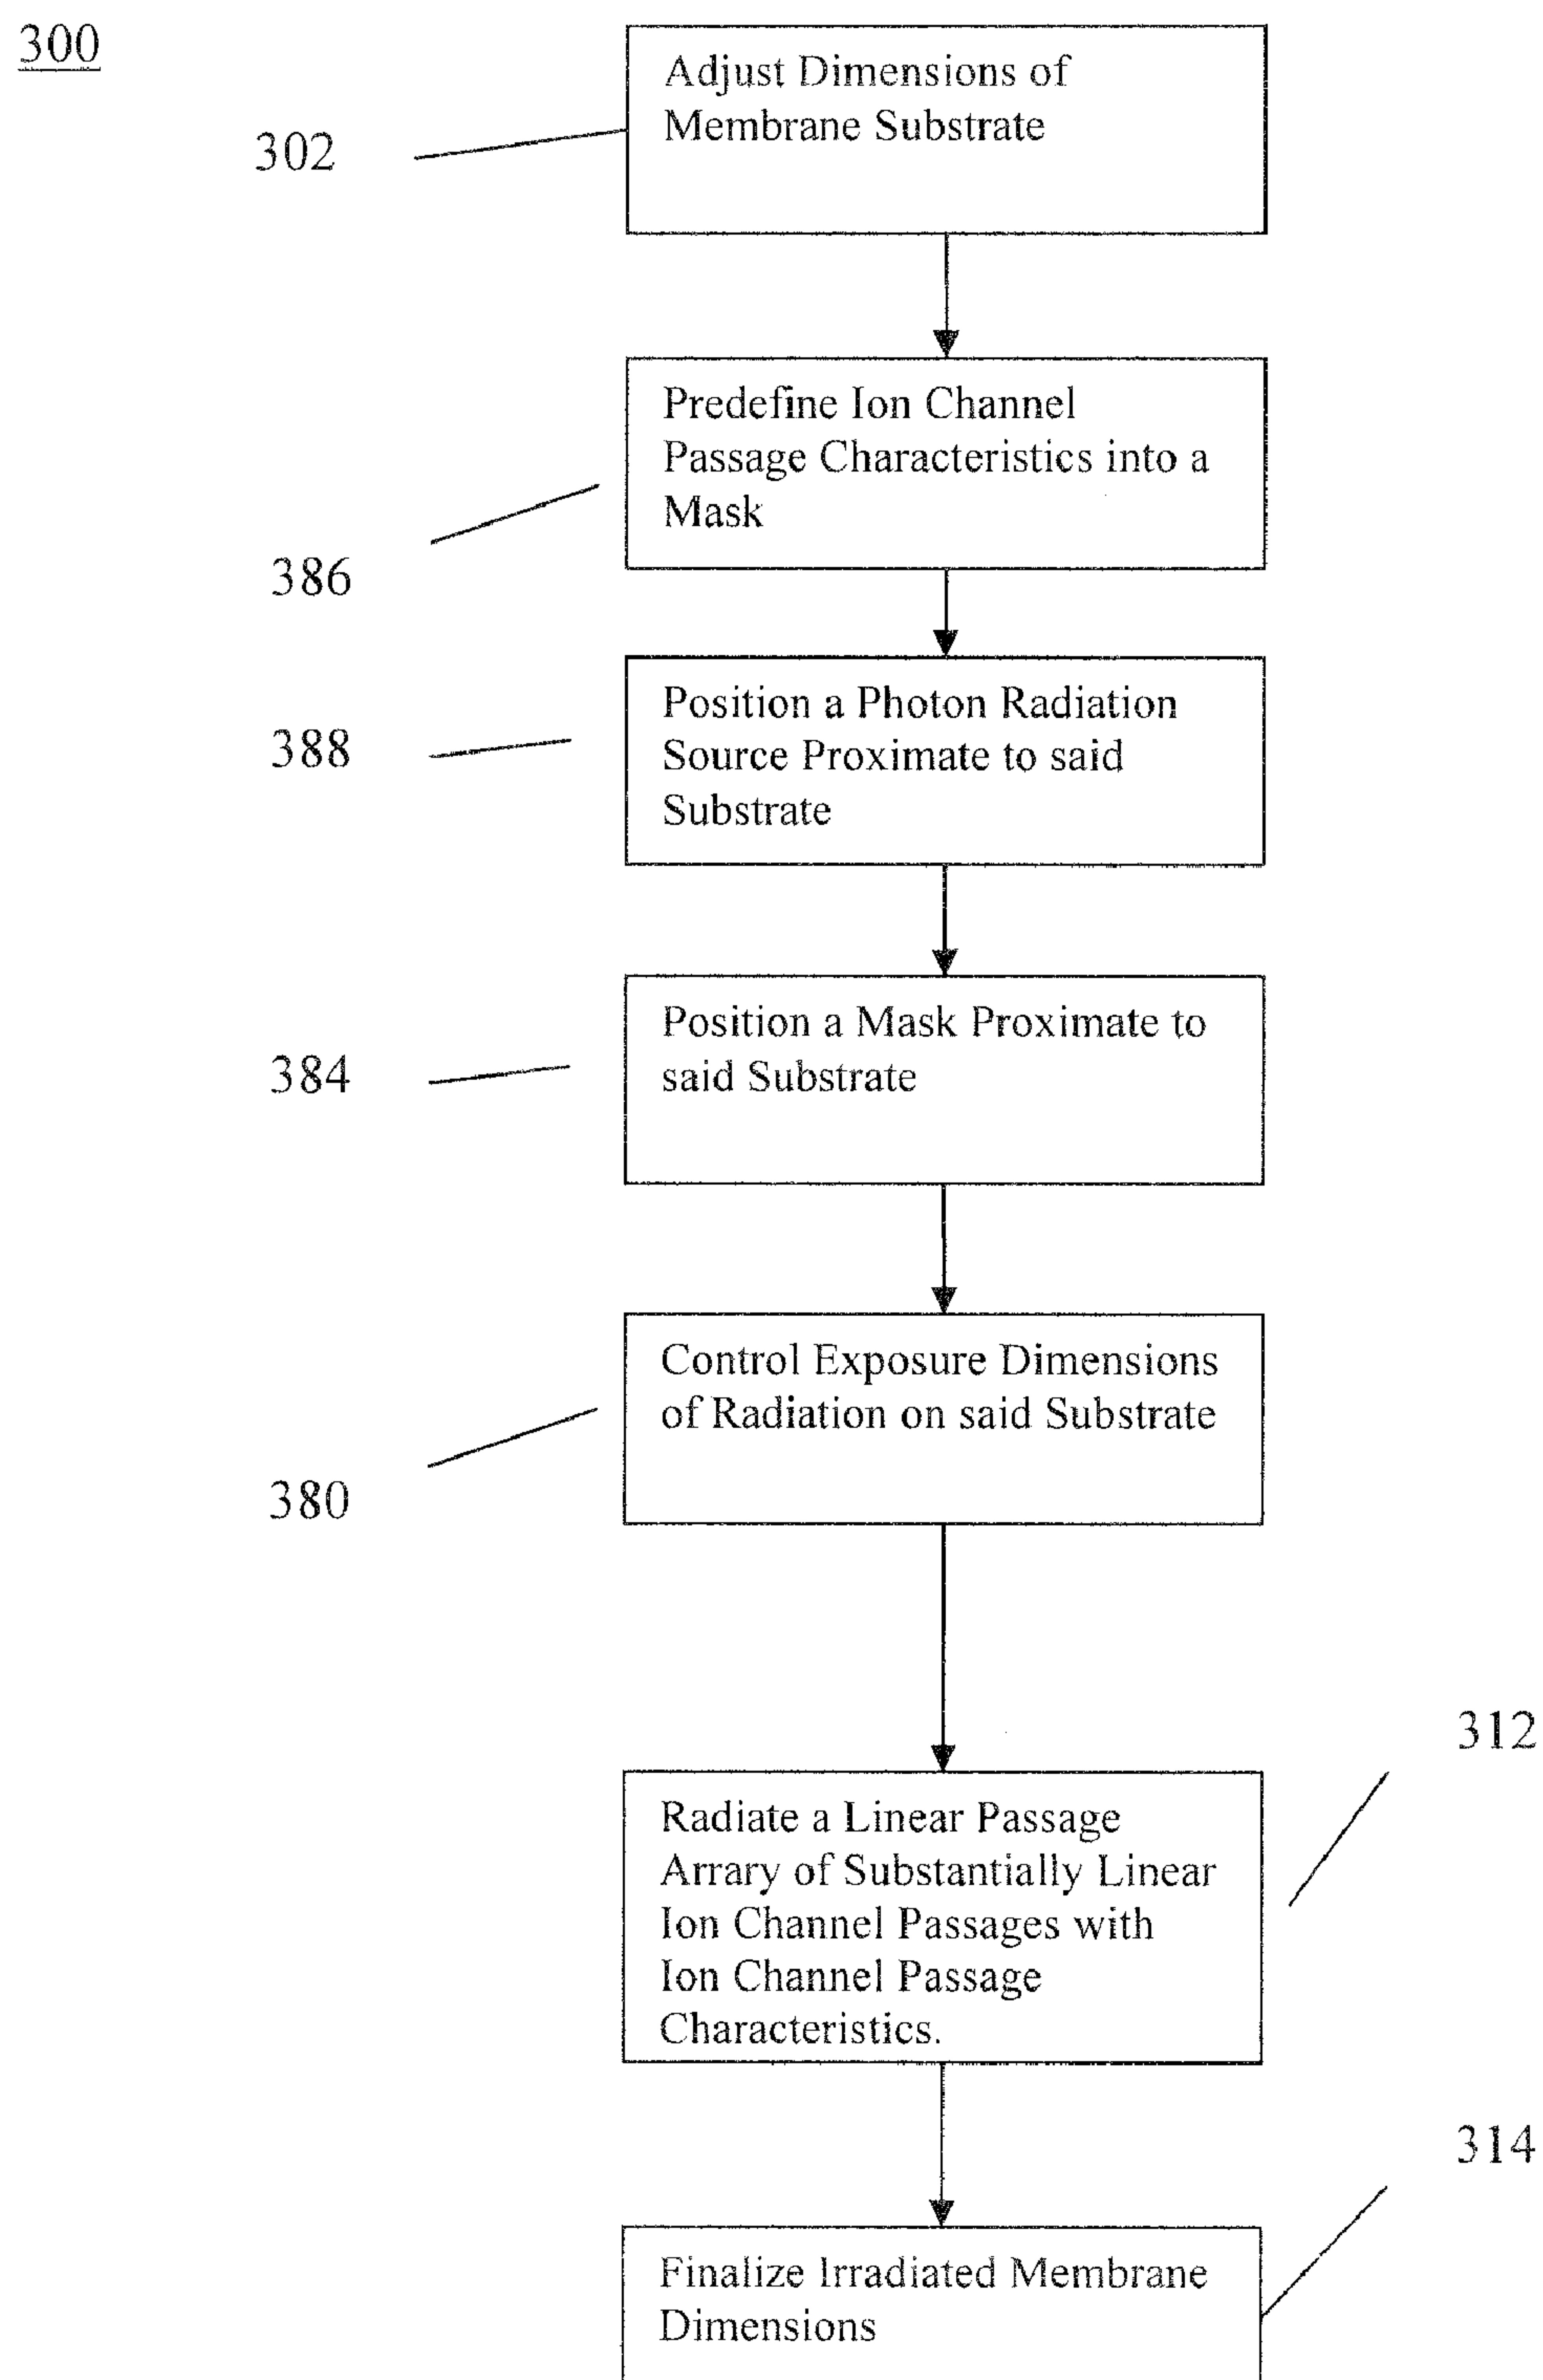 300
Adjust Dimensions of
Membrane Substrate
302
Predefine Ion Channel
Passage Characteristics into a
Mask
386
Position a Photon Radiation
Source Proximate to said
Substrate
388
Position a Mask Proximate to
said Substrate
384
Control Exposure Dimensions
of Radiation on said Substrate
380
312
Radiate a Linear Passage
Arrary of Substantially Linear
Ion Channel Passages with
Ion Channel Passage
Characteristics.
314
Finalize Irradiated Membrane
Dimensions